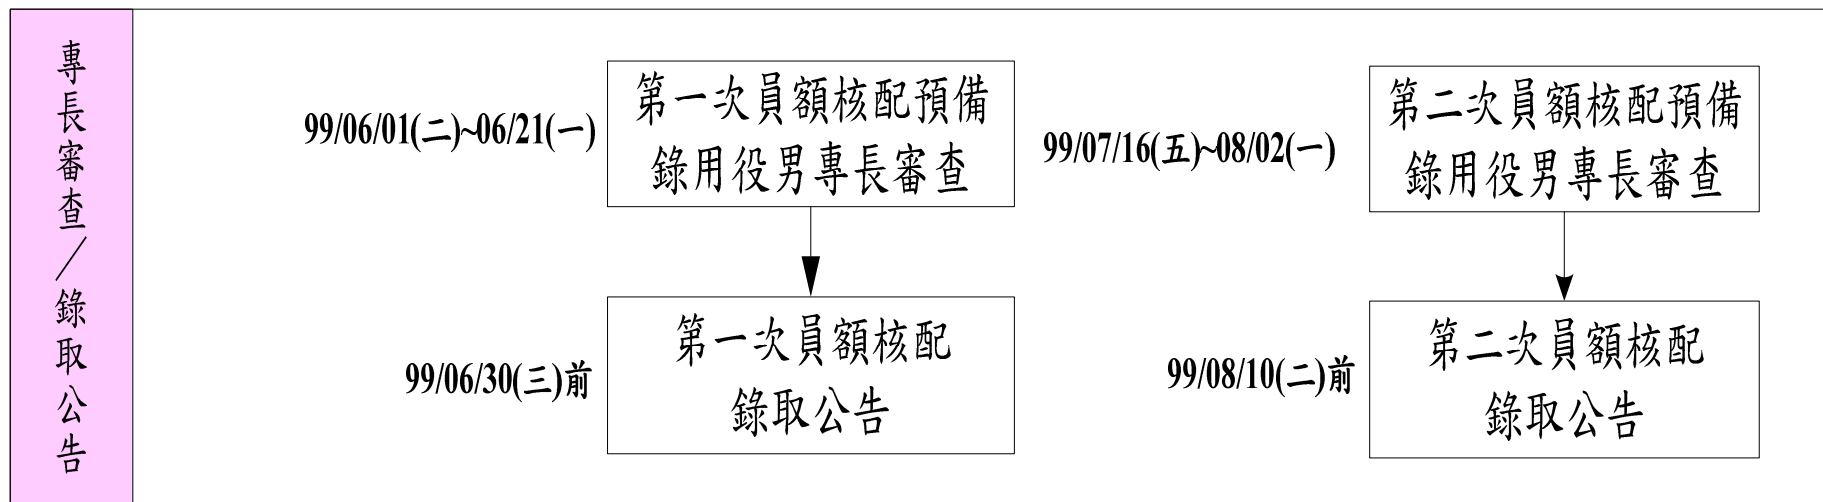 專長審查／錄取公告
99/06/01(二)~06/21(一)
第一次員額核配預備
錄用役男專長審查
99/06/30(三)前
第一次員額核配
錄取公告
99/07/16(五)~08/02(一)
第二次員額核配預備
錄用役男專長審查
99/08/10(二)前
第二次員額核配
錄取公告